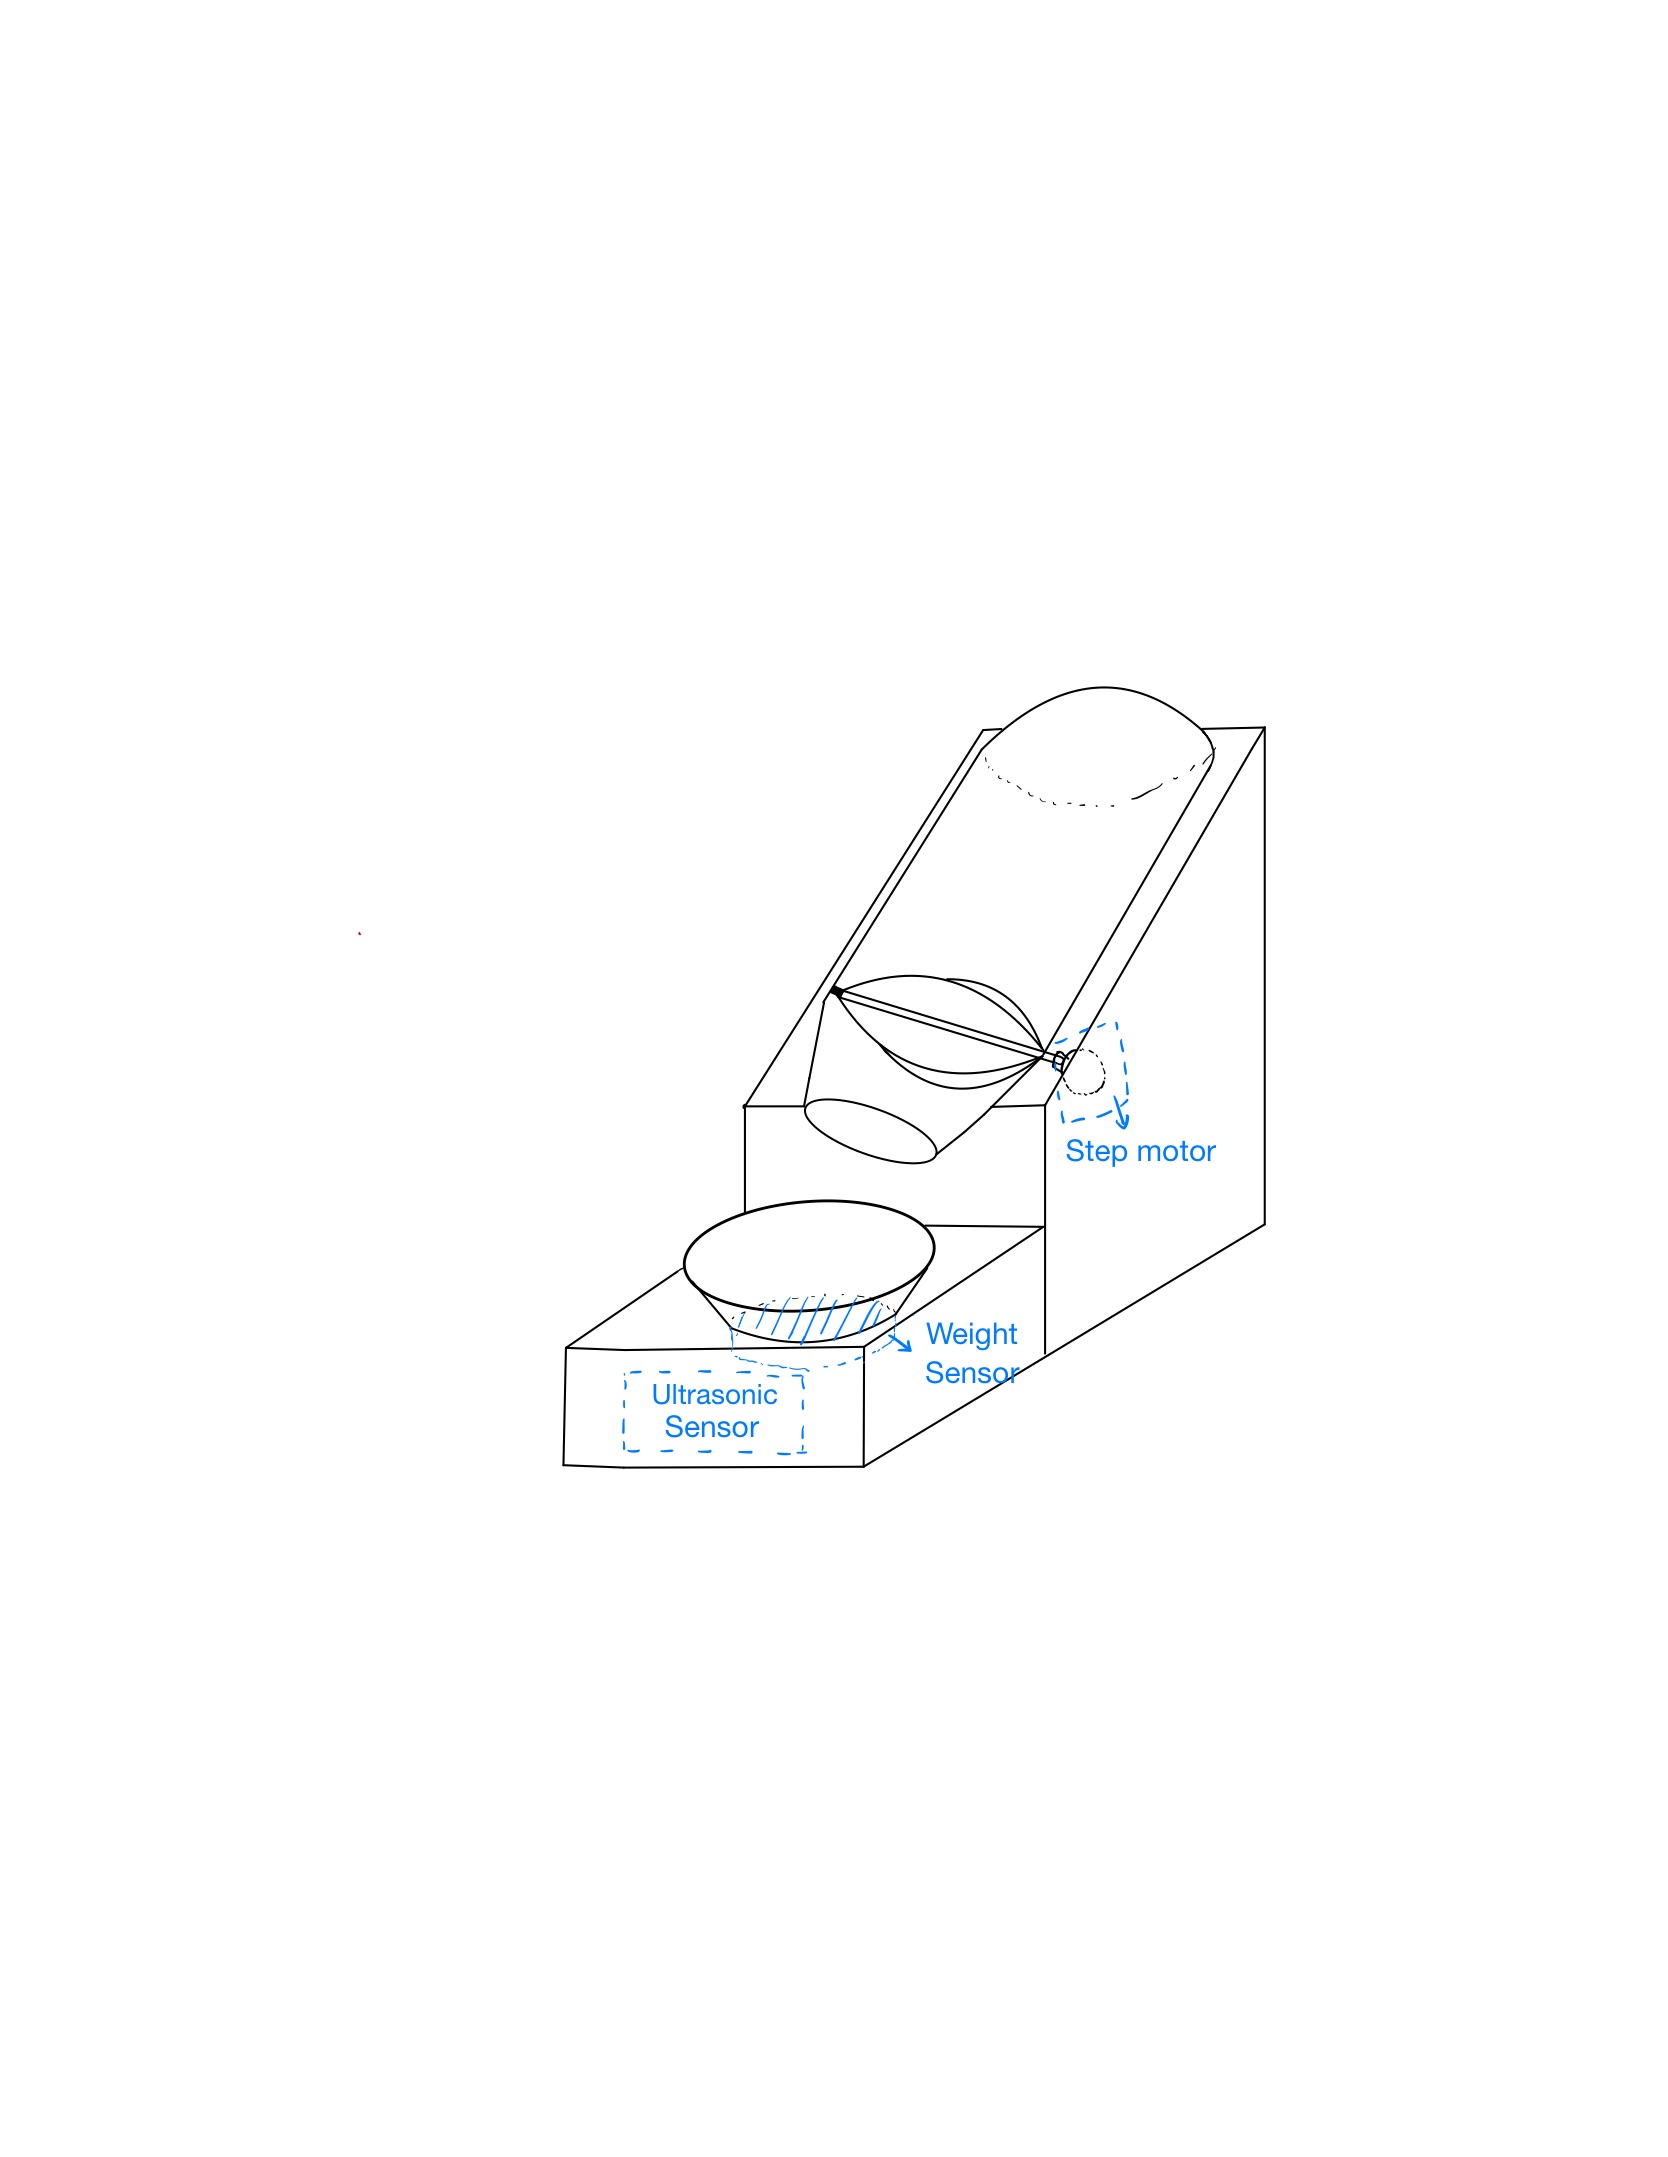 Step motor
Weight
Sensor
Ultrasonic
Sensor